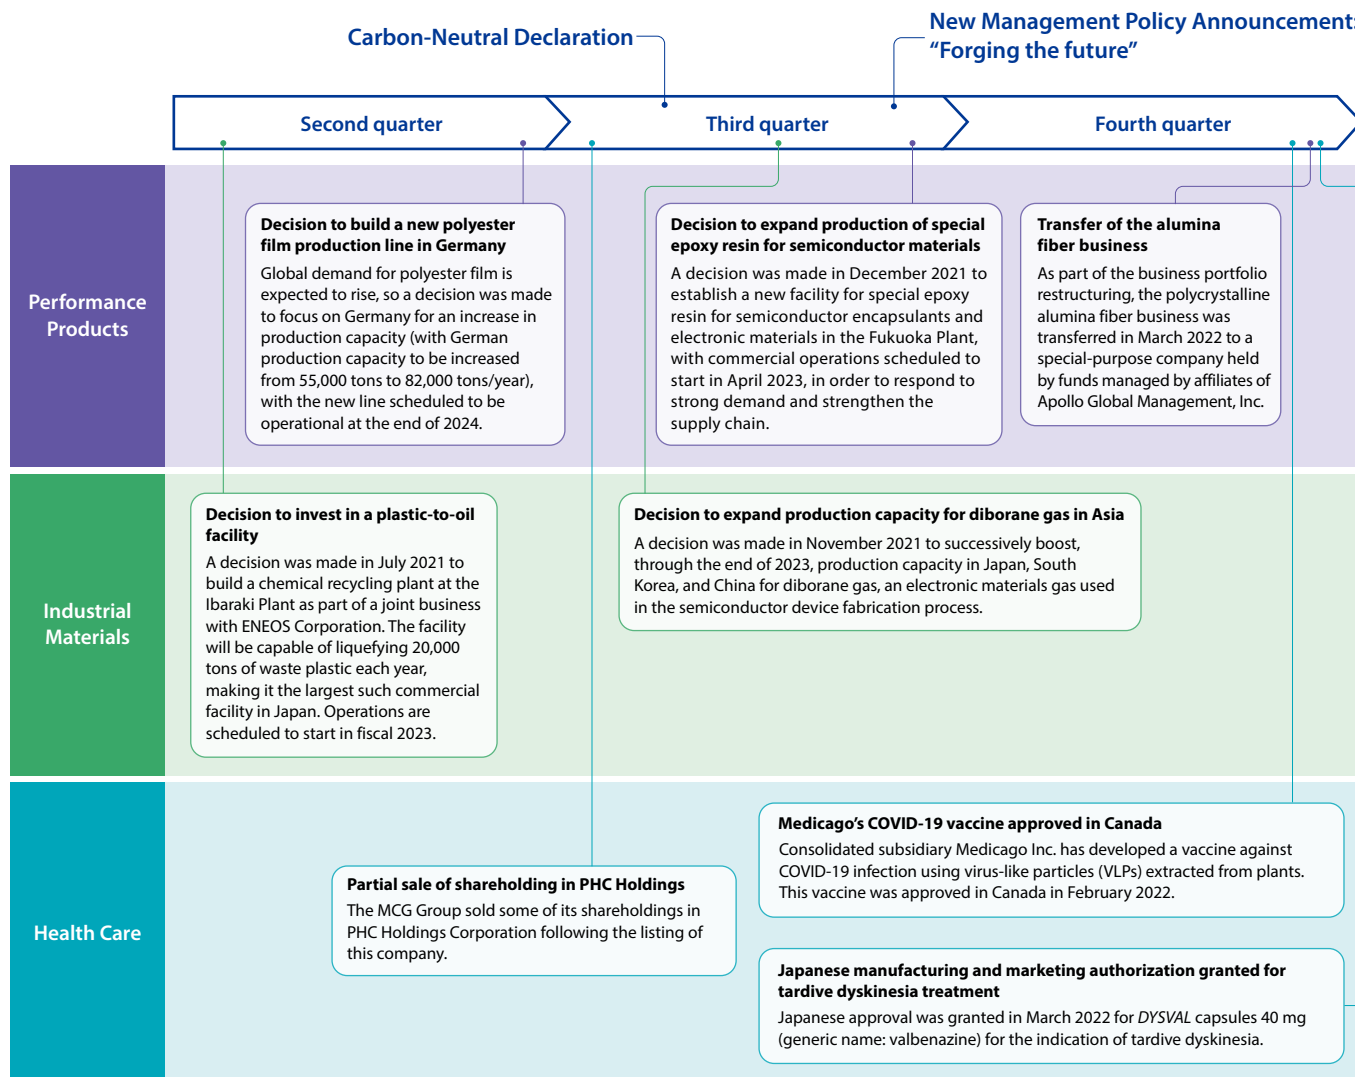 Carbon-Neutral Declaration
New Management Policy Announcement:
“Forging the future”
Second quarter
Third quarter
Fourth quarter
Performance
Products
Decision to build a new polyester
film production line in Germany
Global demand for polyester film is
expected to rise, so a decision was made
to focus on Germany for an increase in
production capacity (with German
production capacity to be increased
from 55,000 tons to 82,000 tons/year),
with the new line scheduled to be
operational at the end of 2024.
Decision to expand production of special
epoxy resin for semiconductor materials
A decision was made in December 2021 to
establish a new facility for special epoxy
resin for semiconductor encapsulants and
electronic materials in the Fukuoka Plant,
with commercial operations scheduled to
start in April 2023, in order to respond to
strong demand and strengthen the
supply chain.
Transfer of the alumina
fiber business
As part of the business portfolio
restructuring, the polycrystalline
alumina fiber business was
transferred in March 2022 to a
special-purpose company held
by funds managed by affiliates of
Apollo Global Management, Inc.
Industrial
Materials
Decision to invest in a plastic-to-oil
facility
A decision was made in July 2021 to
build a chemical recycling plant at the
Ibaraki Plant as part of a joint business
with ENEOS Corporation. The facility
will be capable of liquefying 20,000
tons of waste plastic each year,
making it the largest such commercial
facility in Japan. Operations are
scheduled to start in fiscal 2023.
Decision to expand production capacity for diborane gas in Asia
A decision was made in November 2021 to successively boost,
through the end of 2023, production capacity in Japan, South
Korea, and China for diborane gas, an electronic materials gas used
in the semiconductor device fabrication process.
Health Care
Partial sale of shareholding in PHC Holdings
The MCG Group sold some of its shareholdings in
PHC Holdings Corporation following the listing of
this company.
Medicago’s COVID-19 vaccine approved in Canada
Consolidated subsidiary Medicago Inc. has developed a vaccine against
COVID-19 infection using virus-like particles (VLPs) extracted from plants.
This vaccine was approved in Canada in February 2022.
Japanese manufacturing and marketing authorization granted for
tardive dyskinesia treatment
Japanese approval was granted in March 2022 for DYSVAL capsules 40 mg
(generic name: valbenazine) for the indication of tardive dyskinesia.